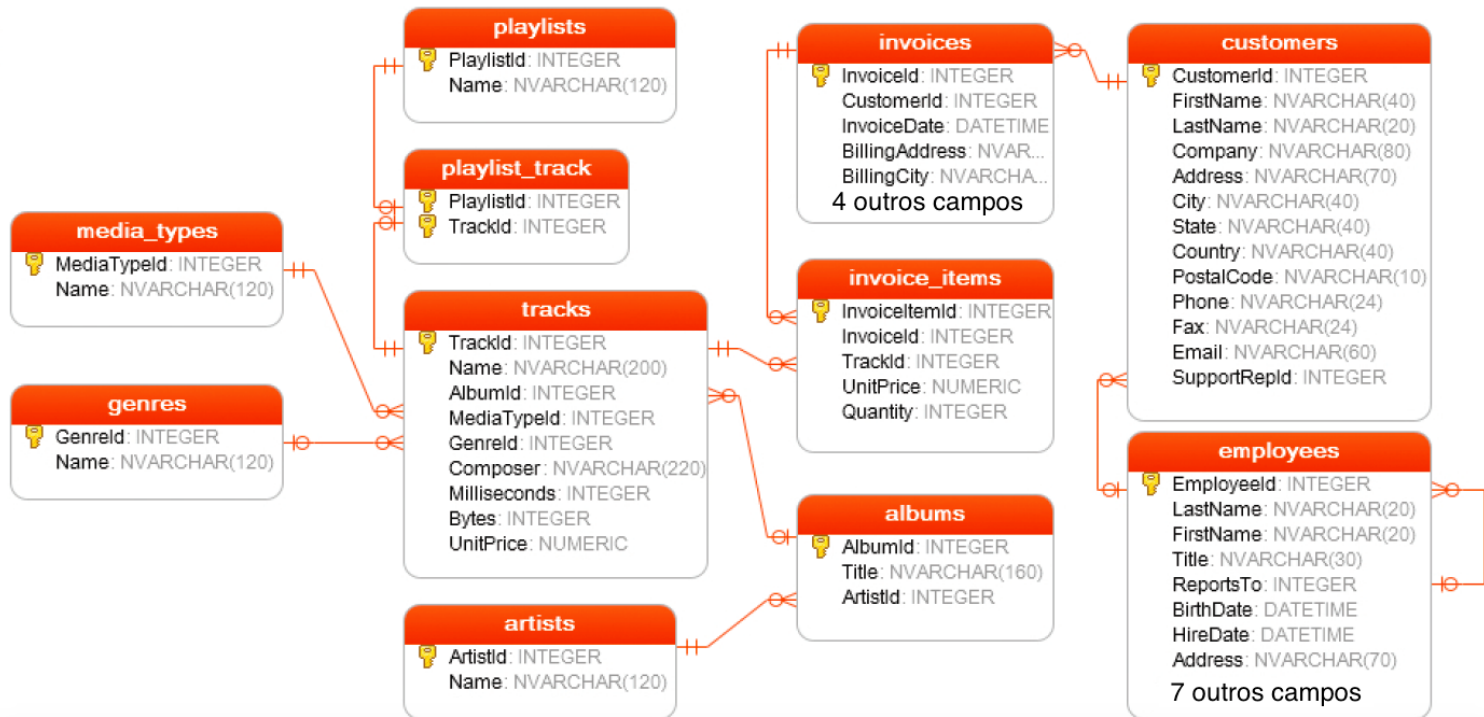 playlists
PlaylistId: INTEGER
Name: NVARCHAR(120)
playlist_track
PlaylistId: INTEGER
TrackId: INTEGER
media_types
MediaTypeId: INTEGER
Name: NVARCHAR(120)
genres
GenreId: INTEGER
Name: NVARCHAR(120)
tracks
TrackId: INTEGER
Name: NVARCHAR(200)
AlbumId: INTEGER
MediaTypeId: INTEGER
GenreId: INTEGER
Composer: NVARCHAR(220)
Milliseconds: INTEGER
Bytes: INTEGER
UnitPrice: NUMERIC
artists
ArtistId: INTEGER
Name: NVARCHAR(120)
invoices
InvoiceId: INTEGER
CustomerId: INTEGER
InvoiceDate: DATETIME
BillingAddress: NVAR...
BillingCity: NVARCHA...
4 outros campos
invoice_items
InvoiceItemId: INTEGER
InvoiceId: INTEGER
TrackId: INTEGER
UnitPrice: NUMERIC
Quantity: INTEGER
albums
AlbumId: INTEGER
Title: NVARCHAR(160)
ArtistId: INTEGER
customers
CustomerId: INTEGER
FirstName: NVARCHAR(40)
LastName: NVARCHAR(20)
Company: NVARCHAR(80)
Address: NVARCHAR(70)
City: NVARCHAR(40)
State: NVARCHAR(40)
Country: NVARCHAR(40)
PostalCode: NVARCHAR(10)
Phone: NVARCHAR(24)
Fax: NVARCHAR(24)
Email: NVARCHAR(60)
SupportRepId: INTEGER
employees
EmployeeId: INTEGER
LastName: NVARCHAR(20)
FirstName: NVARCHAR(20)
Title: NVARCHAR(30)
ReportsTo: INTEGER
BirthDate: DATETIME
HireDate: DATETIME
Address: NVARCHAR(70)
7 outros campos